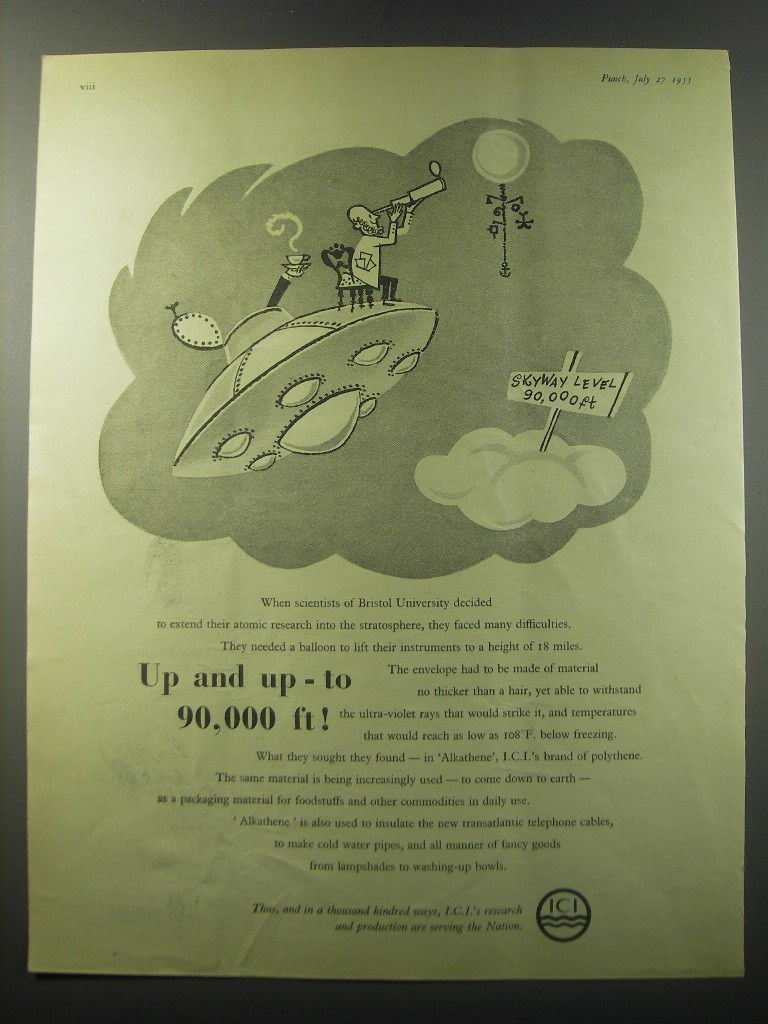 VIII
Punch, July 27 1955
SKYWAY LEVEL
90,000 ft
When scientists of Bristol University decided
to extend their atomic research into the stratosphere, they faced many difficulties.
They needed a balloon to lift their instruments to a height of 18 miles.
Up and up - to
90,000 ft!
The envelope had to be made of material
no thicker than a hair, yet able to withstand
the ultra-violet rays that would strike it, and temperatures
that would reach as low as 108°F. below freezing.
What they sought they found — in ‘Alkathene’, I.C.I.’s brand of polythene.
The same material is being increasingly used — to come down to earth —
as a packaging material for foodstuffs and other commodities in daily use.
‘Alkathene’ is also used to insulate the new transatlantic telephone cables,
to make cold water pipes, and all manner of fancy goods
from lampshades to washing-up bowls.
Thus, and in a thousand kindred ways, I.C.I.’s research
and production are serving the Nation.
ICI